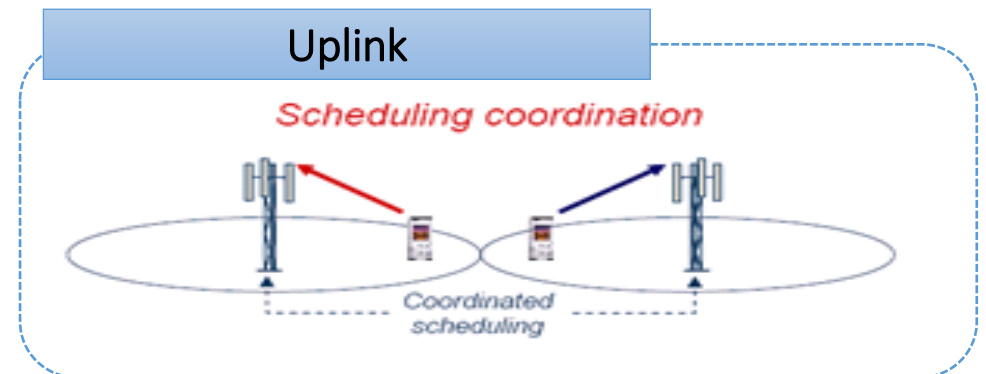 Uplink
Scheduling coordination
Coordinated
scheduling